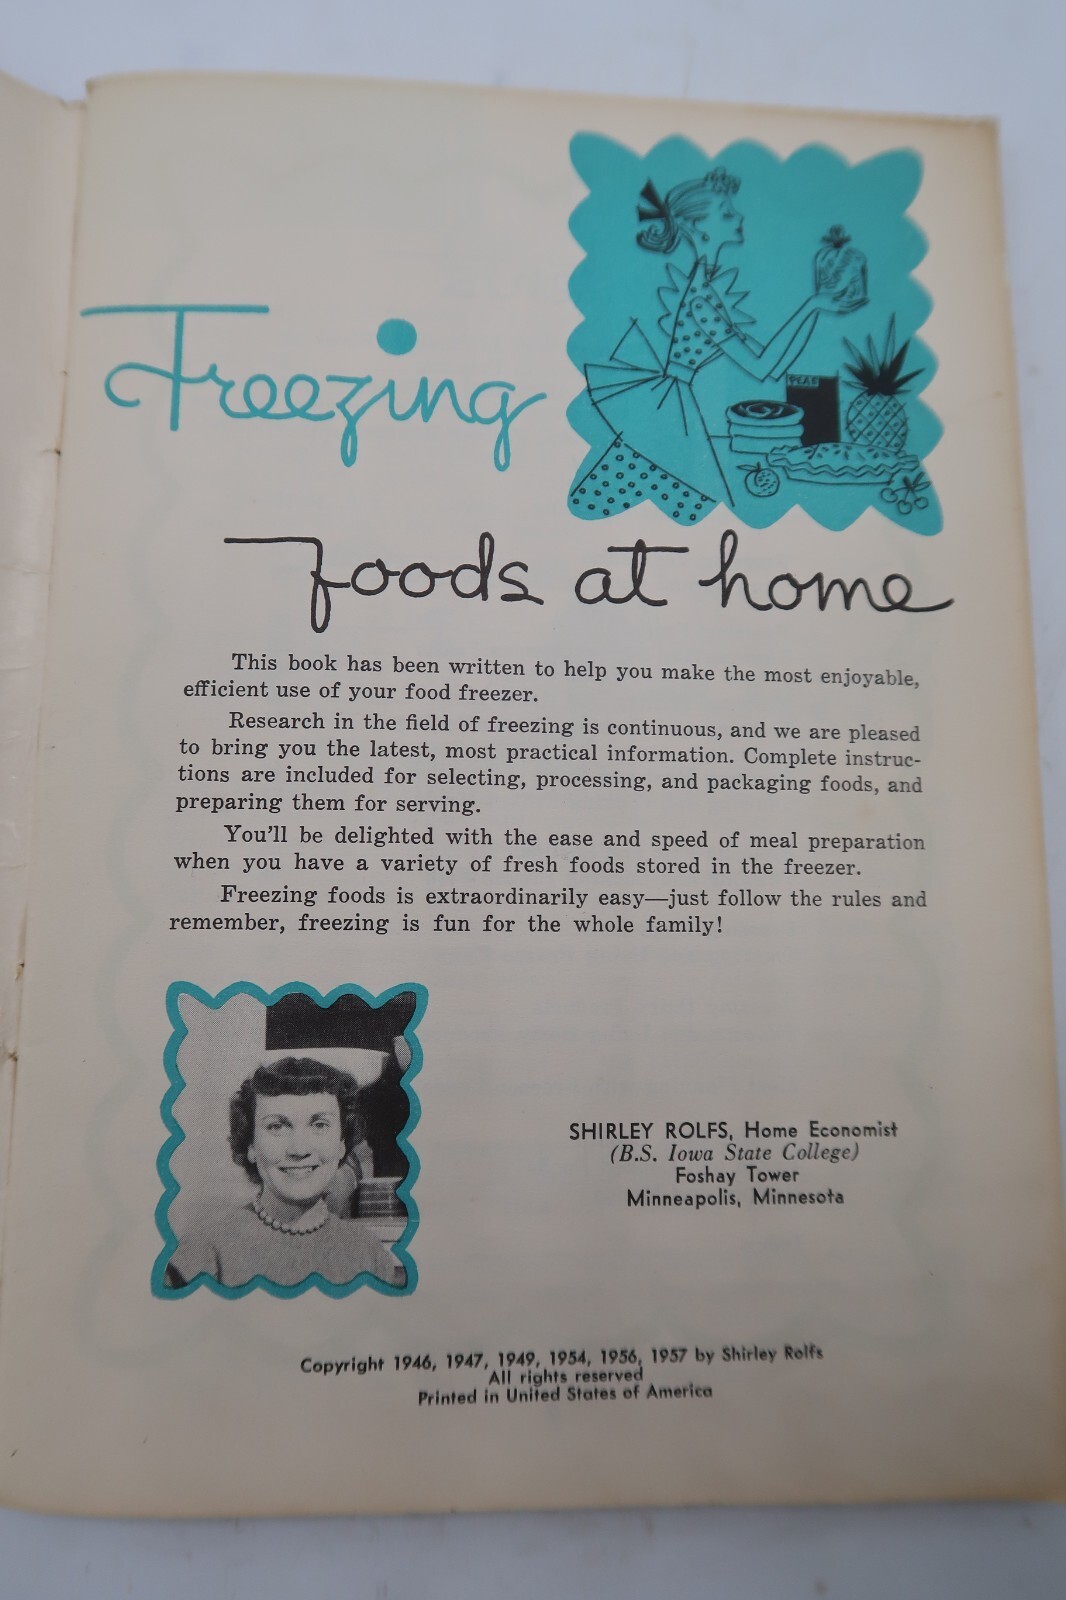 Freezing
PEAS
Foods at home
This book has been written to help you make the most enjoyable,
efficient use of your food freezer.
Research in the field of freezing is continuous, and we are pleased
to bring you the latest, most practical information. Complete instruc-
tions are included for selecting, processing, and packaging foods, and
preparing them for serving.
You'll be delighted with the ease and speed of meal preparation
when you have a variety of fresh foods stored in the freezer.
Freezing foods is extraordinarily easy—just follow the rules and
remember, freezing is fun for the whole family!
SHIRLEY ROLFS, Home Economist
(B.S. Iowa State College)
Foshay Tower
Minneapolis, Minnesota
Copyright 1946, 1947, 1949, 1954, 1956, 1957 by Shirley Rolfs
All rights reserved
Printed in United States of America